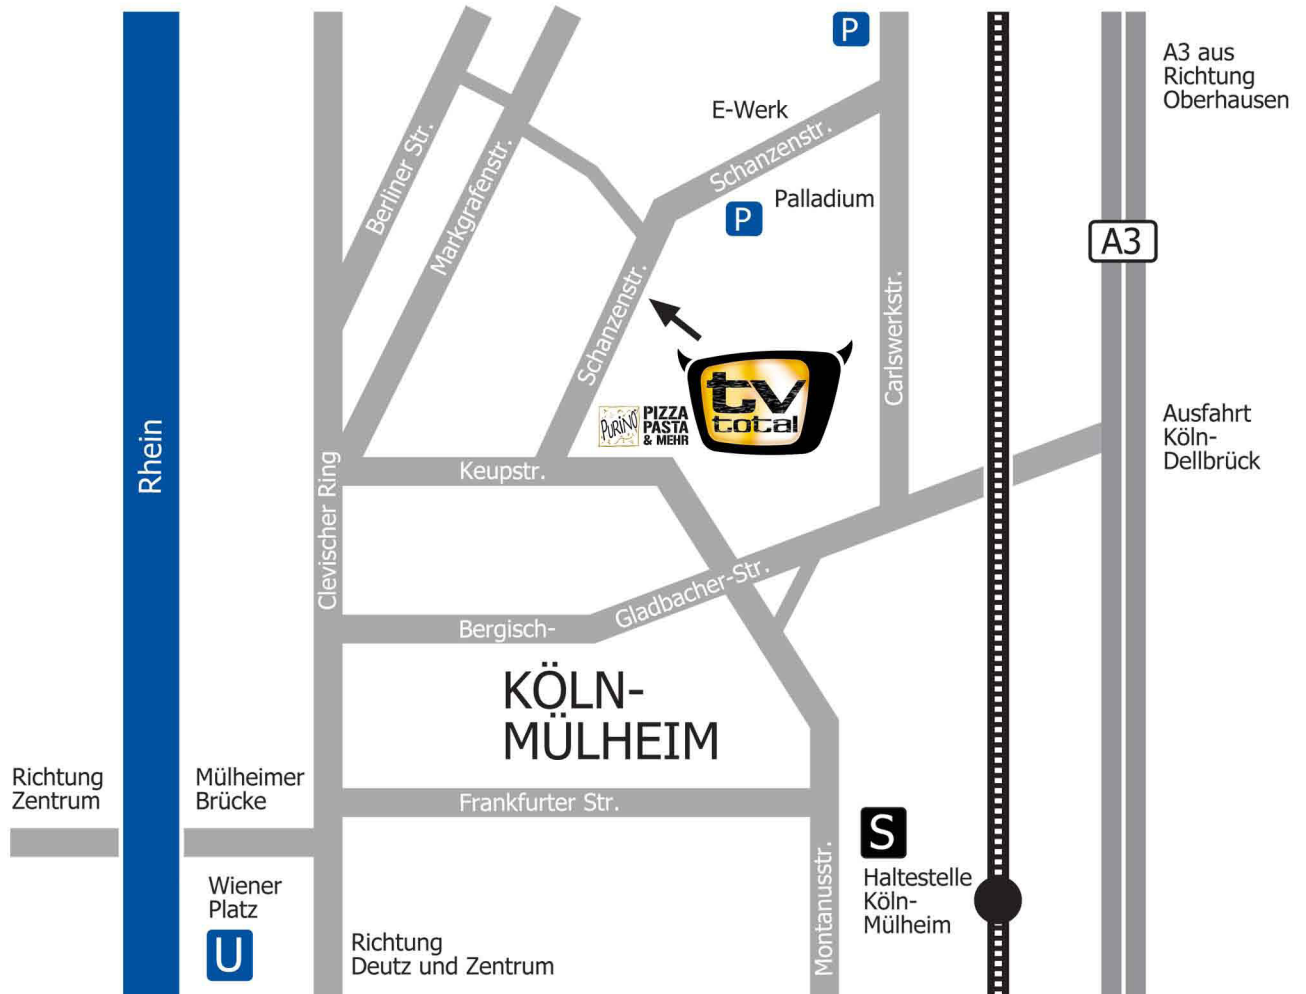 P
A3 aus
Richtung
Oberhausen
E-Werk
Schanzenstr.
Berliner Str.
Markgrafenstr.
Palladium
P
A3
Schanzenstr.
Carlswerkstr.
tv
total
PURiNO
PIZZA
PASTA
& MEHR
Ausfahrt
Köln-
Dellbrück
Rhein
Keupstr.
Clevischer Ring
Gladbacher-Str.
Bergisch-
KÖLN-
MÜLHEIM
Richtung
Zentrum
Mülheimer
Brücke
Frankfurter Str.
S
Haltestelle
Köln-
Mülheim
Montanusstr.
Wiener
Platz
U
Richtung
Deutz und Zentrum